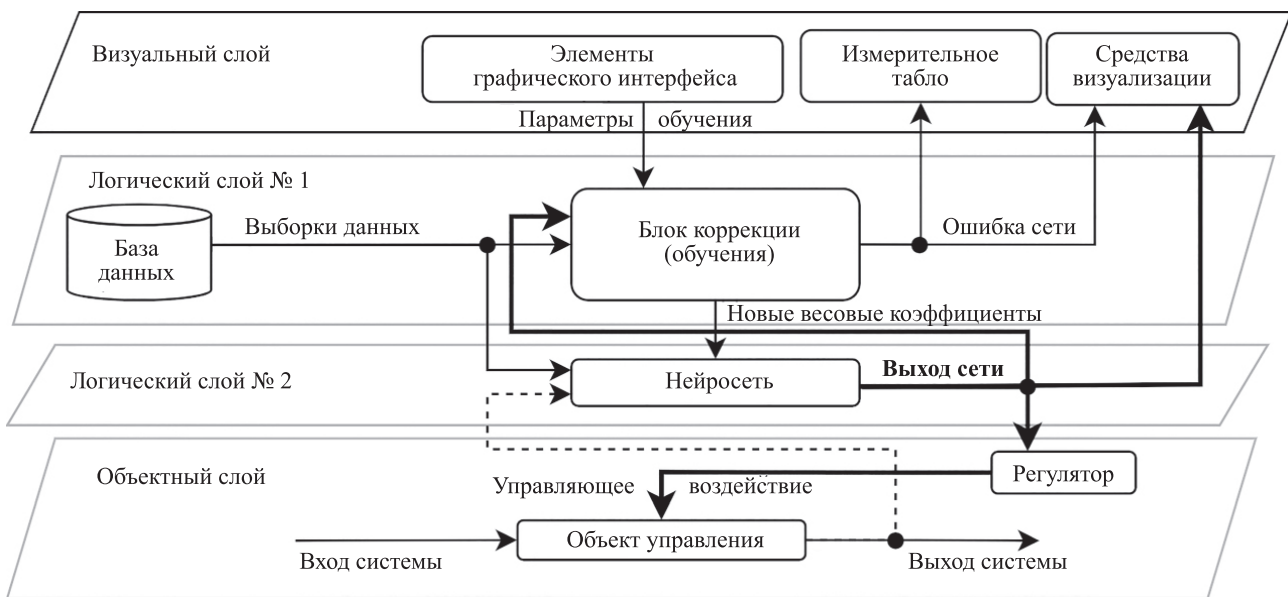 Визуальный слой
Элементы
графического интерфейса
Измерительное
табло
Средства
визуализации
Параметры обучения
Логический слой № 1
База
данных
Выборки данных
Блок коррекции
(обучения)
Ошибка сети
Новые весовые коэффициенты
Логический слой № 2
Нейросеть
Выход сети
Объектный слой
Регулятор
Управляющее воздействие
Объект управления
Вход системы
Выход системы